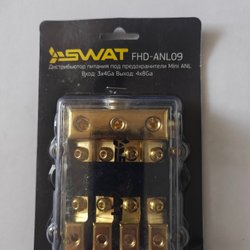 SWAT FHD-ANL09
Дистрибьютор питания под предохранители Mini ANL
Вход: 3x4Ga Выход: 4x8Ga